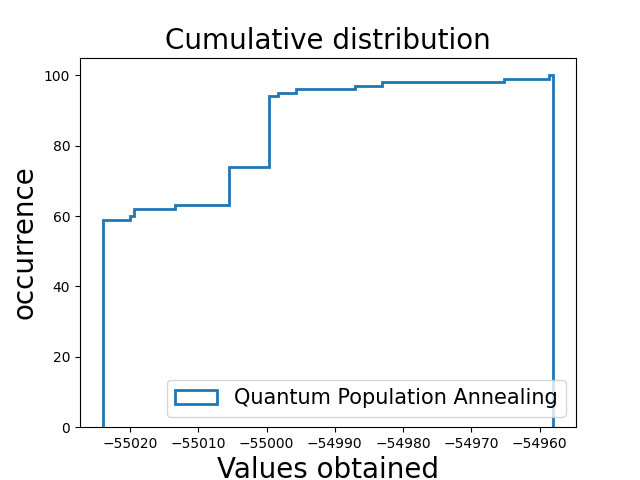 Cumulative distribution
100
80
60
40
20
0
occurrence
Quantum Population Annealing
−55020 −55010 −55000 −54990 −54980 −54970 −54960
Values obtained